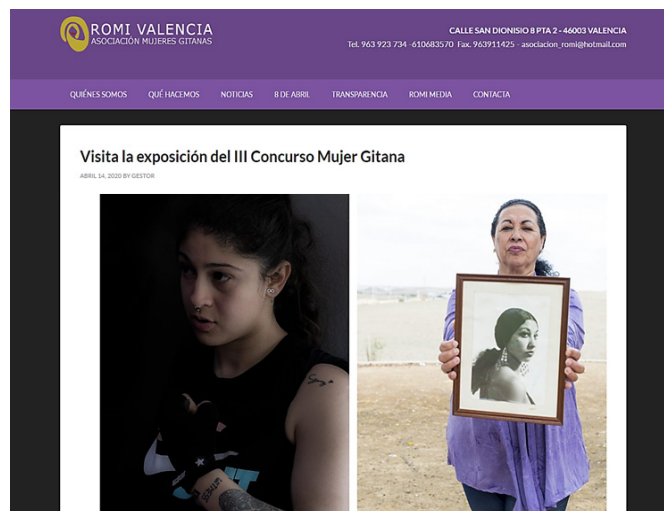 ROMI VALENCIA
ASOCIACIÓN MUJERES GITANAS
CALLE SAN DIONISIO 8 PTA 2 - 46003 VALENCIA
Tel. 963 923 734 -610683570 Fax. 963911425 - asociacion_romi@hotmail.com
QUIÉNES SOMOS QUÉ HACEMOS NOTICIAS 8 DE ABRIL TRANSPARENCIA ROMI MEDIA CONTACTA
Visita la exposición del III Concurso Mujer Gitana
ABRIL 14, 2020 BY GESTOR